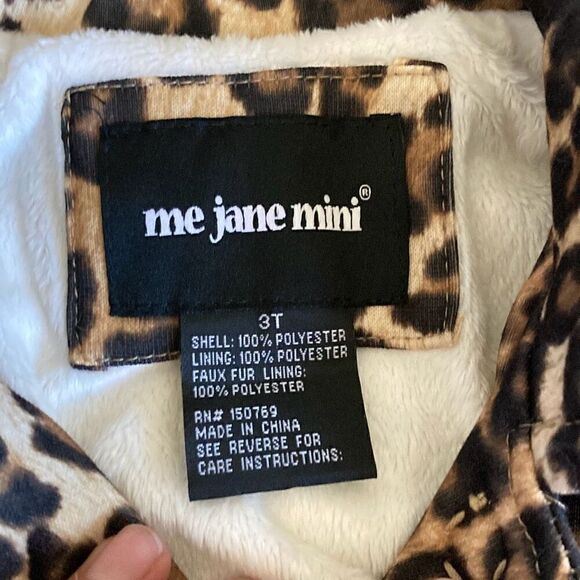 me jane mini®
3T
SHELL: 100% POLYESTER
LINING: 100% POLYESTER
FAUX FUR LINING:
100% POLYESTER
RN# 150769
MADE IN CHINA
SEE REVERSE FOR
CARE INSTRUCTIONS: